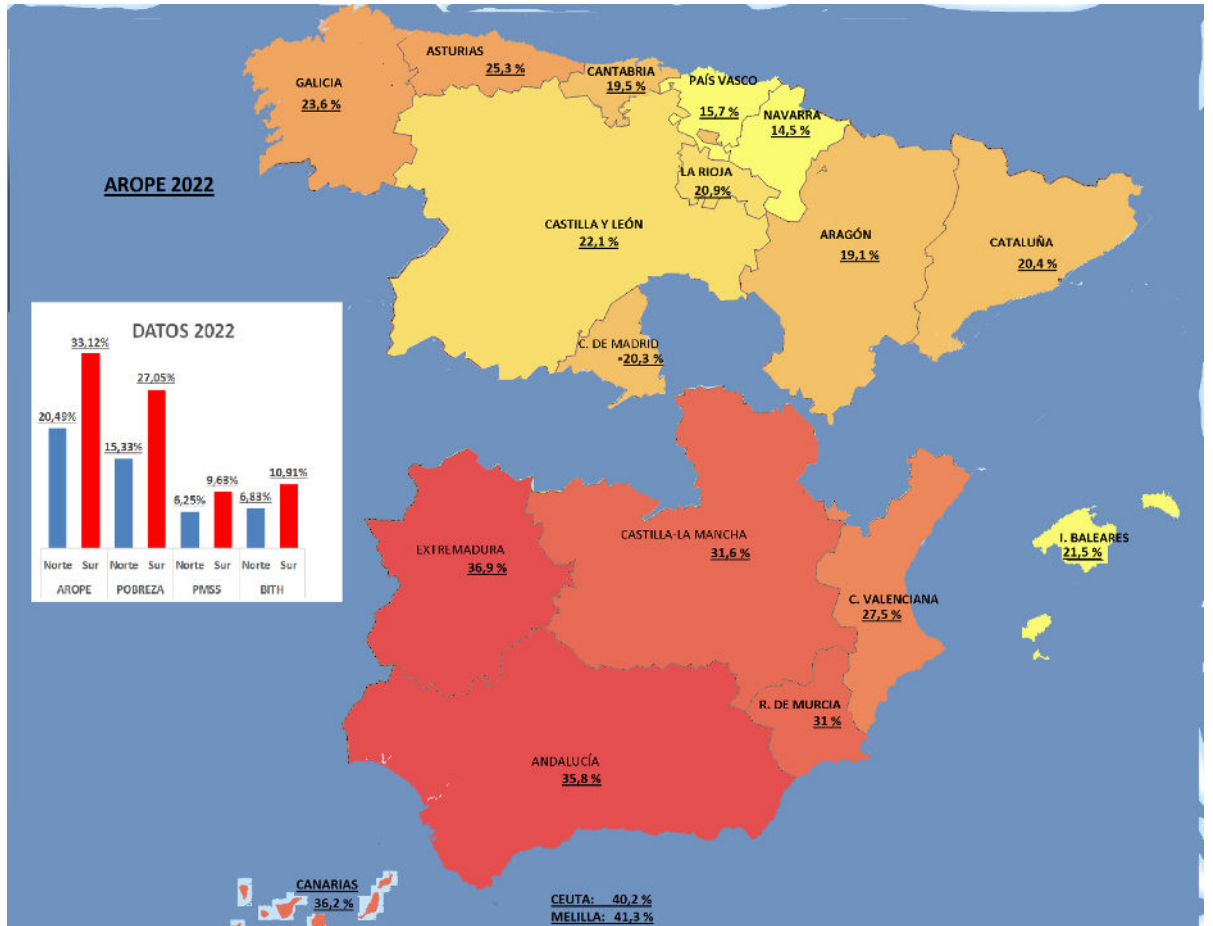 ASTURIAS
25,3 %
GALICIA
23,6 %
CANTABRIA
19,5 %
PAÍS VASCO
15,7 %
NAVARRA
14,5 %
LA RIOJA
20,9%
AROPE 2022
CASTILLA Y LEÓN
22,1 %
ARAGÓN
19,1 %
CATALUÑA
20,4 %
C. DE MADRID
20,3 %
DATOS 2022
33,12%
27,05%
20,49%
15,33%
6,25%
9,63%
6,83%
10,91%
Norte Sur Norte Sur Norte Sur Norte Sur
AROPE POBREZA PMSS BITH
EXTREMADURA
36,9 %
CASTILLA-LA MANCHA
31,6 %
I. BALEARES
21,5 %
C. VALENCIANA
27,5 %
R. DE MURCIA
31 %
ANDALUCÍA
35,8 %
CANARIAS
36,2 %
CEUTA: 40,2 %
MELILLA: 41,3 %